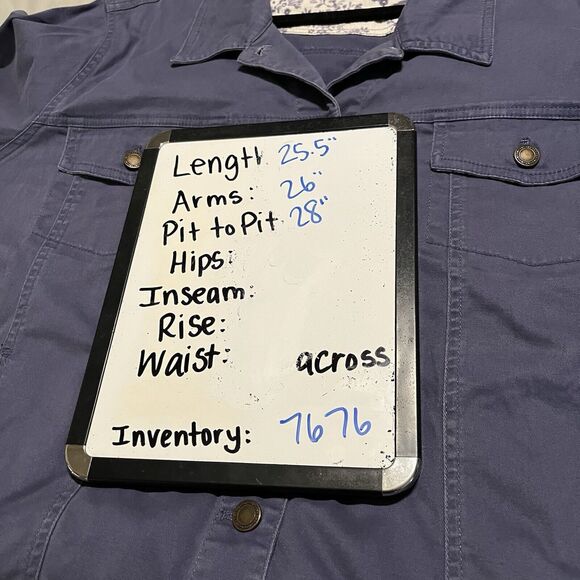 Length 25.5"
Arms: 26"
Pit to Pit 28"
Hips:
Inseam:
Rise:
Waist: across
Inventory: 7676